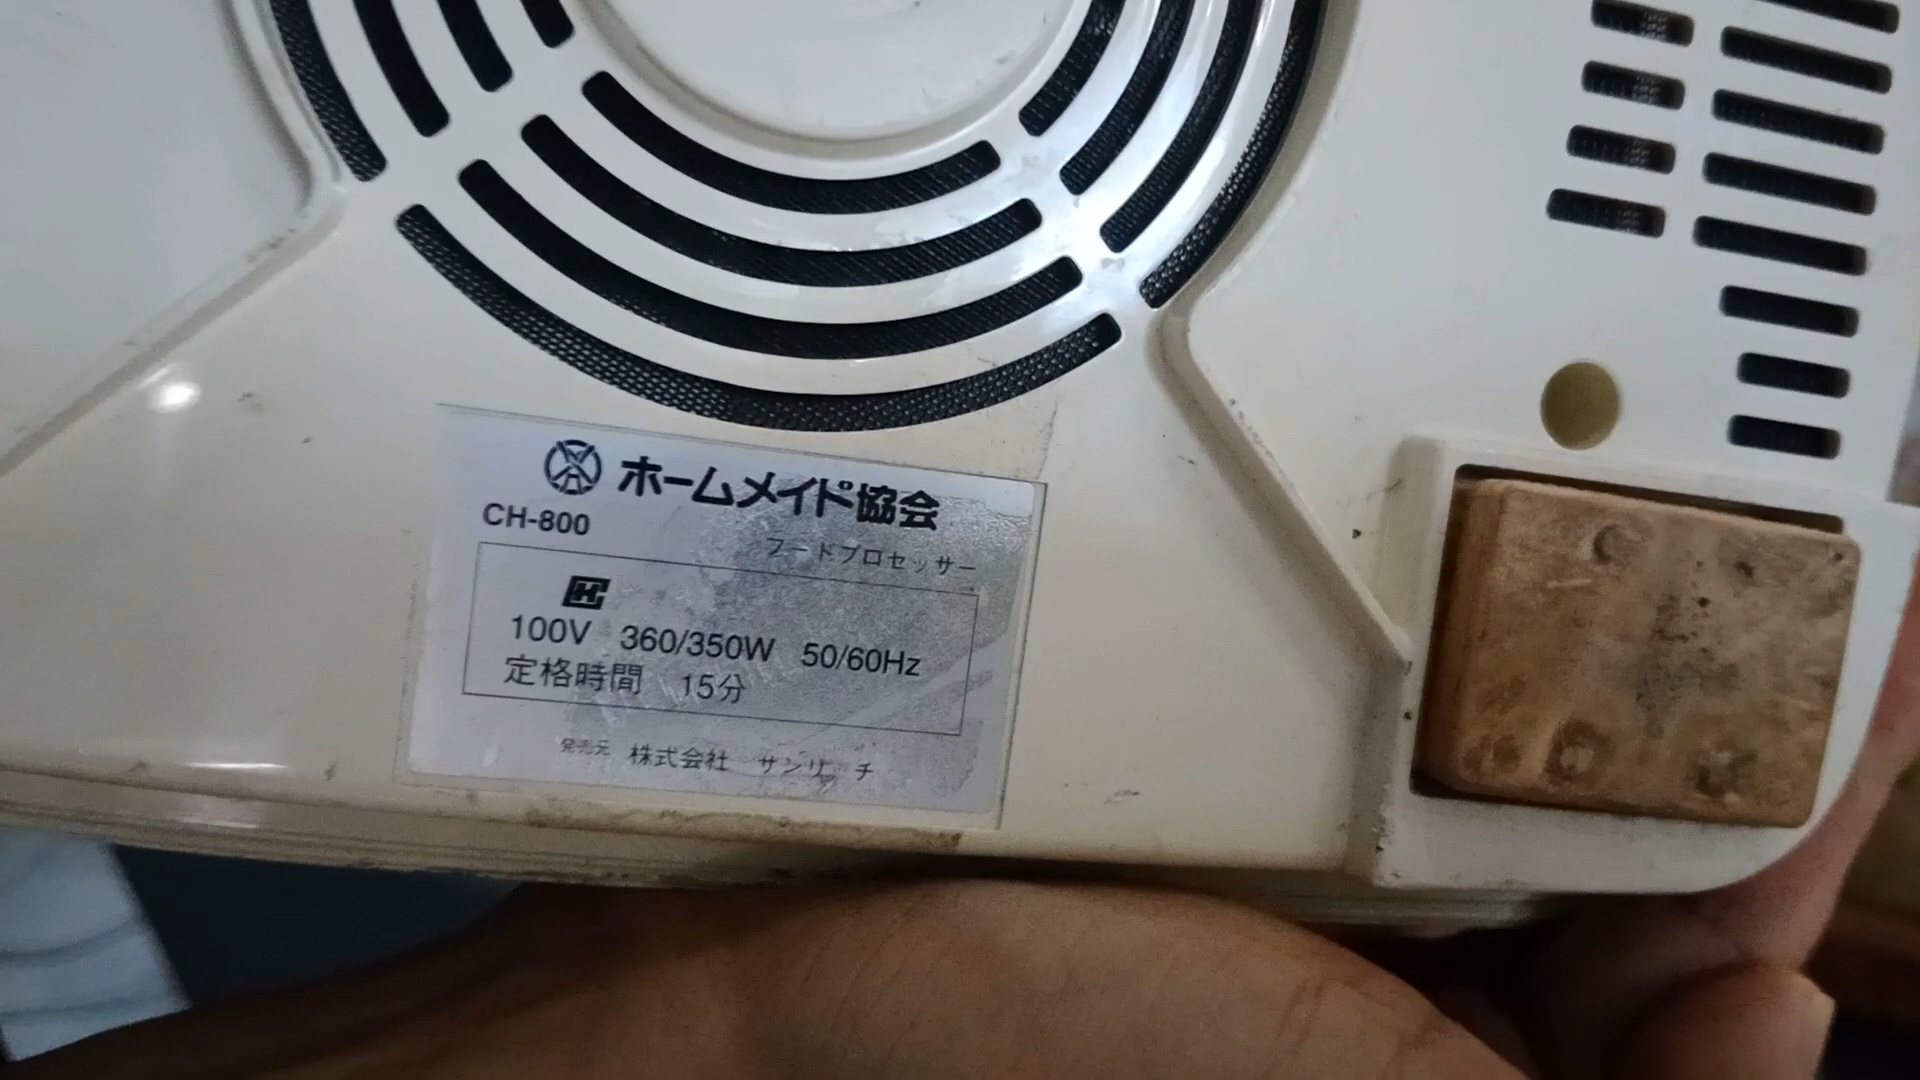 ホームメイド協会
CH-800
フードプロセッサー
100V 360/350W 50/60Hz
定格時間 15分
発売元 株式会社 サンリッチ